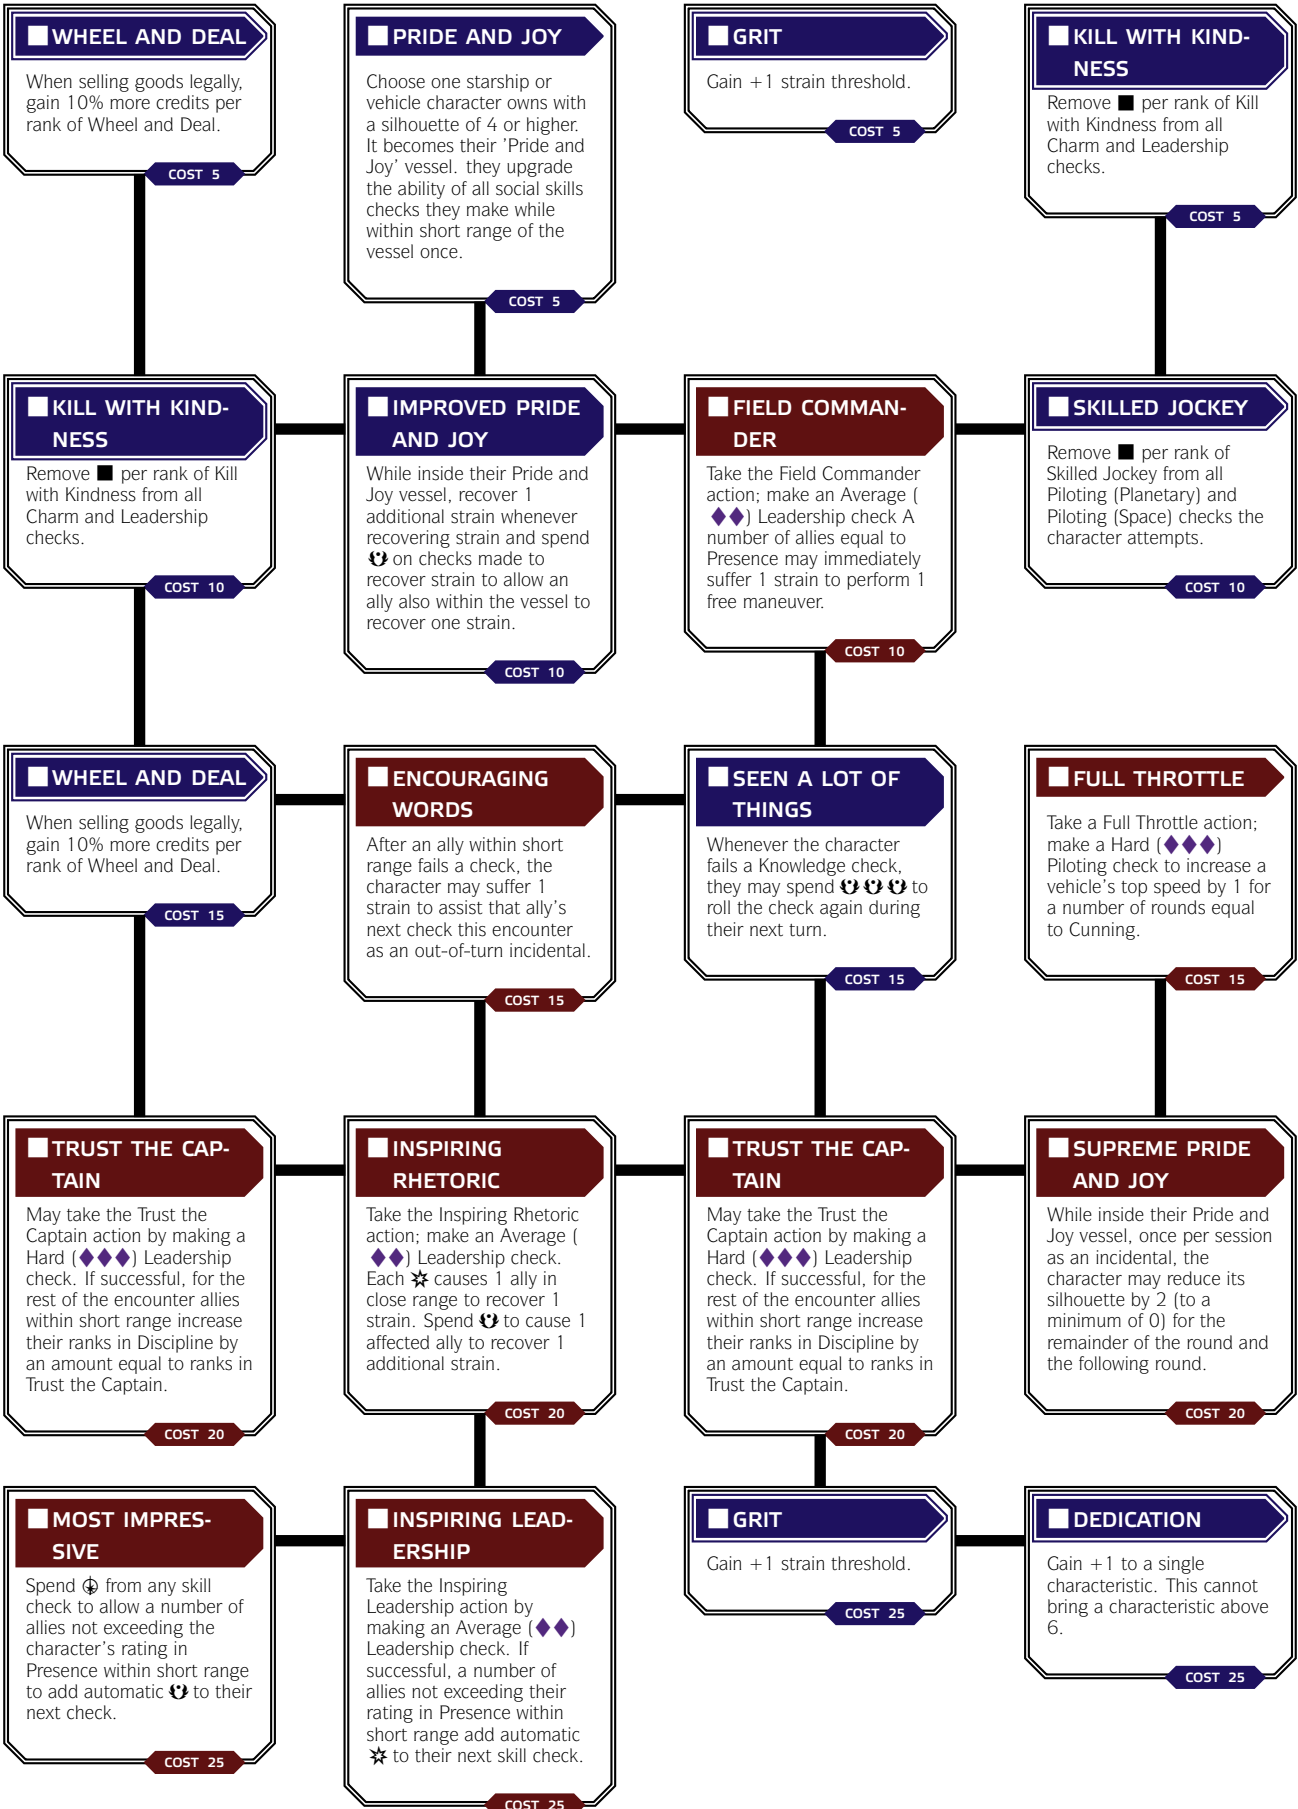 WHEEL AND DEAL
When selling goods legally,
gain 10% more credits per
rank of Wheel and Deal.
COST 5
PRIDE AND JOY
Choose one starship or
vehicle character owns with
a silhouette of 4 or higher.
It becomes their 'Pride and
Joy' vessel. they upgrade
the ability of all social skills
checks they make while
within short range of the
vessel once.
COST 5
GRIT
Gain +1 strain threshold.
COST 5
KILL WITH KIND-
NESS
Remove ■ per rank of Kill
with Kindness from all
Charm and Leadership
checks.
COST 5
KILL WITH KIND-
NESS
Remove ■ per rank of Kill
with Kindness from all
Charm and Leadership
checks.
COST 10
IMPROVED PRIDE
AND JOY
While inside their Pride and
Joy vessel, recover 1
additional strain whenever
recovering strain and spend
on checks made to
recover strain to allow an
ally also within the vessel to
recover one strain.
COST 10
FIELD COMMAN-
DER
Take the Field Commander
action; make an Average (
♦♦) Leadership check A
number of allies equal to
Presence may immediately
suffer 1 strain to perform 1
free maneuver.
COST 10
SKILLED JOCKEY
Remove ■ per rank of
Skilled Jockey from all
Piloting (Planetary) and
Piloting (Space) checks the
character attempts.
COST 10
WHEEL AND DEAL
When selling goods legally,
gain 10% more credits per
rank of Wheel and Deal.
COST 15
ENCOURAGING
WORDS
After an ally within short
range fails a check, the
character may suffer 1
strain to assist that ally's
next check this encounter
as an out-of-turn incidental.
COST 15
SEEN A LOT OF
THINGS
Whenever the character
fails a Knowledge check,
they may spend to
roll the check again during
their next turn.
COST 15
FULL THROTTLE
Take a Full Throttle action;
make a Hard (♦♦♦)
Piloting check to increase a
vehicle's top speed by 1 for
a number of rounds equal
to Cunning.
COST 15
TRUST THE CAP-
TAIN
May take the Trust the
Captain action by making a
Hard (♦♦♦) Leadership
check. If successful, for the
rest of the encounter allies
within short range increase
their ranks in Discipline by
an amount equal to ranks in
Trust the Captain.
COST 20
INSPIRING
RHETORIC
Take the Inspiring Rhetoric
action; make an Average (
♦♦) Leadership check.
Each causes 1 ally in
close range to recover 1
strain. Spend to cause 1
affected ally to recover 1
additional strain.
COST 20
TRUST THE CAP-
TAIN
May take the Trust the
Captain action by making a
Hard (♦♦♦) Leadership
check. If successful, for the
rest of the encounter allies
within short range increase
their ranks in Discipline by
an amount equal to ranks in
Trust the Captain.
COST 20
SUPREME PRIDE
AND JOY
While inside their Pride and
Joy vessel, once per session
as an incidental, the
character may reduce its
silhouette by 2 (to a
minimum of 0) for the
remainder of the round and
the following round.
COST 20
MOST IMPRES-
SIVE
Spend from any skill
check to allow a number of
allies not exceeding the
character's rating in
Presence within short range
to add automatic to their
next check.
COST 25
INSPIRING LEAD-
ERSHIP
Take the Inspiring
Leadership action by
making an Average (♦♦)
Leadership check. If
successful, a number of
allies not exceeding their
rating in Presence within
short range add automatic
to their next skill check.
COST 25
GRIT
Gain +1 strain threshold.
COST 25
DEDICATION
Gain +1 to a single
characteristic. This cannot
bring a characteristic above
6.
COST 25